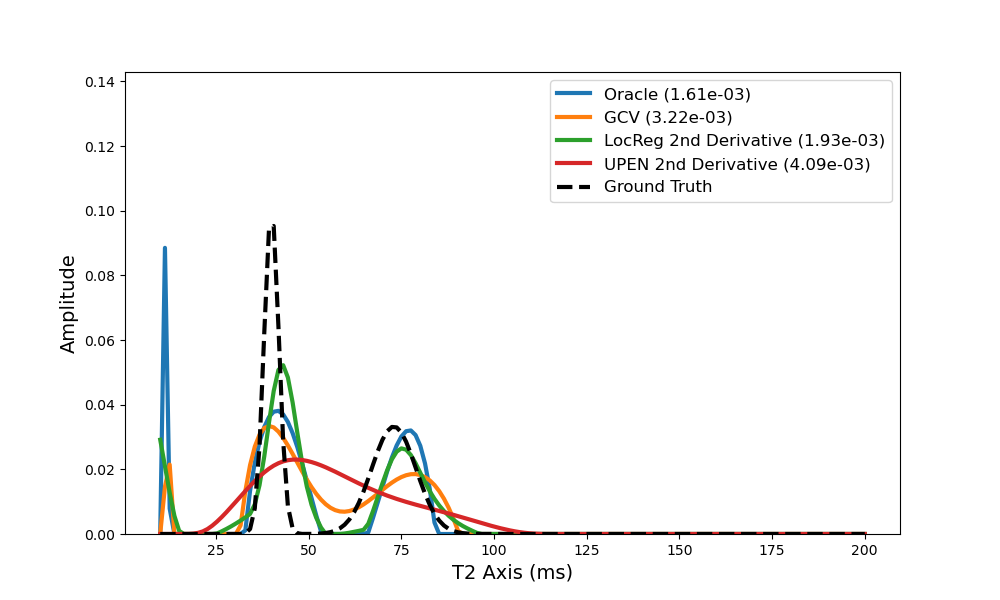 Amplitude
0.14
0.12
0.10
0.08
0.06
0.04
0.02
0.00
25
50
75
100
125
150
175
200
T2 Axis (ms)
Oracle (1.61e-03)
GCV (3.22e-03)
LocReg 2nd Derivative (1.93e-03)
UPEN 2nd Derivative (4.09e-03)
Ground Truth